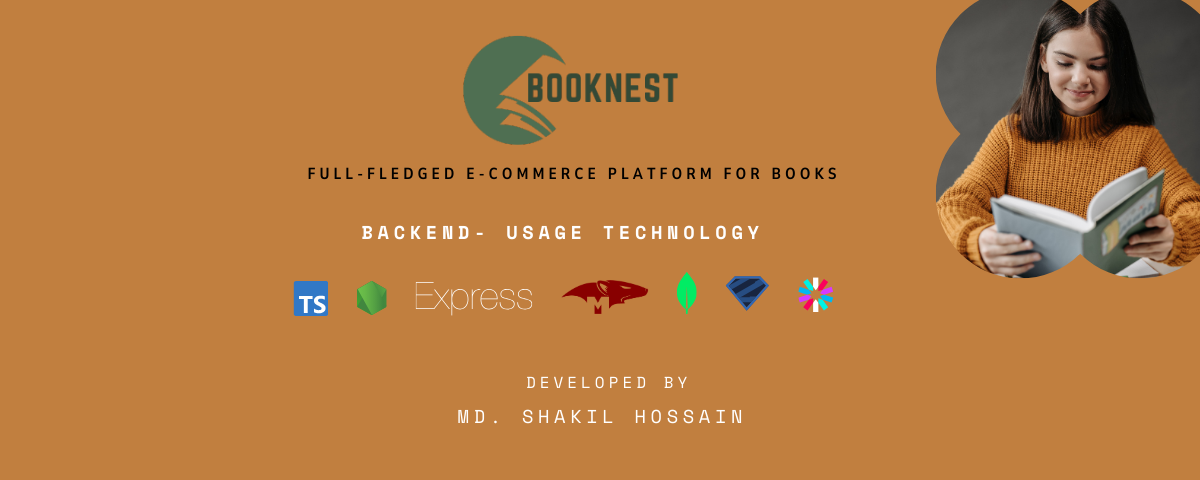 BOOKNEST
FULL-FLEDGED E-COMMERCE PLATFORM FOR BOOKS
BACKEND- USAGE TECHNOLOGY
TS Express M
DEVELOPED BY
MD. SHAKIL HOSSAIN